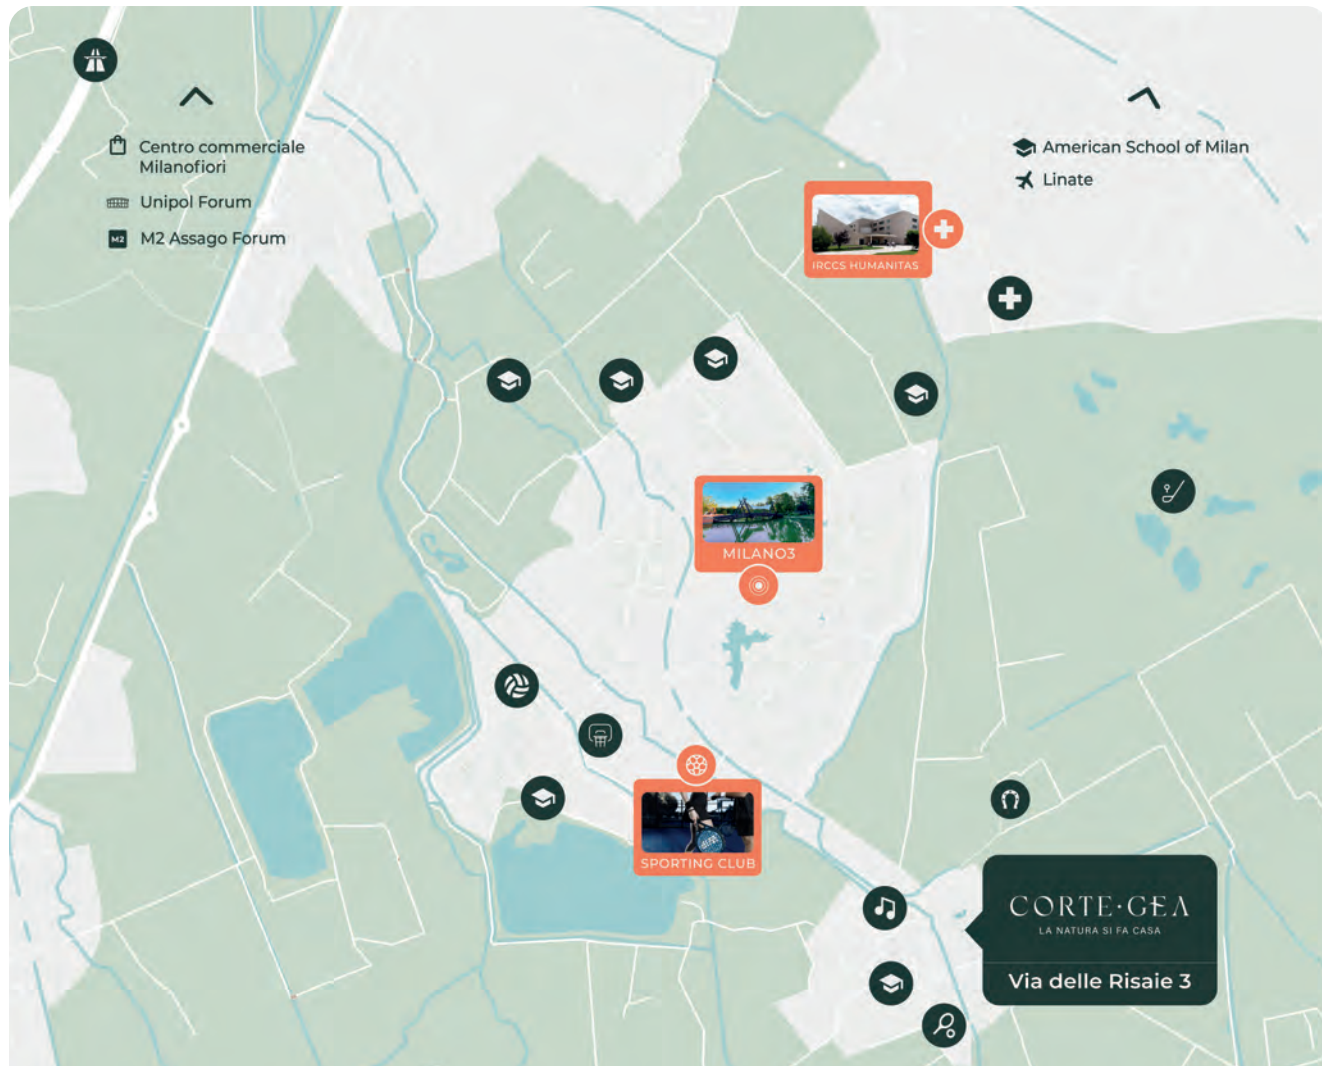 Centro commerciale
Milanofiori
Unipol Forum
M2
M2 Assago Forum
American School of Milan
Linate
IRCCS HUMANITAS
MILANO3
SPORTING CLUB
CORTE·GEA
LA NATURA SI FA CASA
Via delle Risaie 3